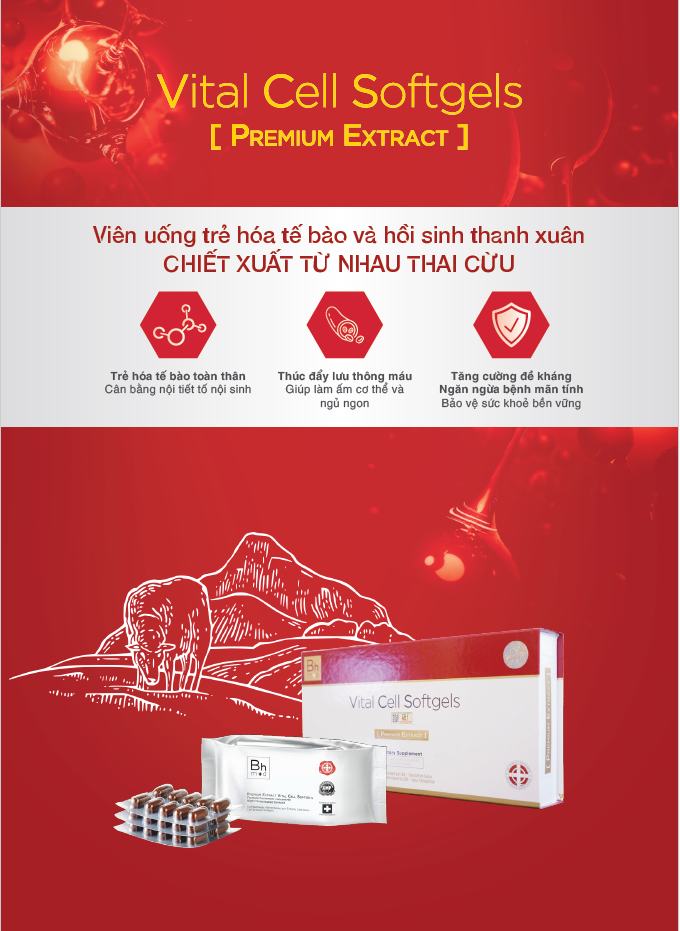 Vital Cell Softgels
[ PREMIUM EXTRACT ]
Viên uống trẻ hóa tế bào và hồi sinh thanh xuân
CHIẾT XUẤT TỪ NHAU THAI CỪU
Trẻ hóa tế bào toàn thân
Cân bằng nội tiết tố nội sinh
Thúc đẩy lưu thông máu
Giúp làm ấm cơ thể và
ngủ ngon
Tăng cường đề kháng
Ngăn ngừa bệnh mãn tính
Bảo vệ sức khoẻ bền vững
Bh
Vital Cell Softgels
[ PREMIUM EXTRACT ]
Supplement
[ PREMIUM EXTRACT ]
Bh
med
PREMIUM EXTRACT VITAL CELL SOFTGELS
GMP